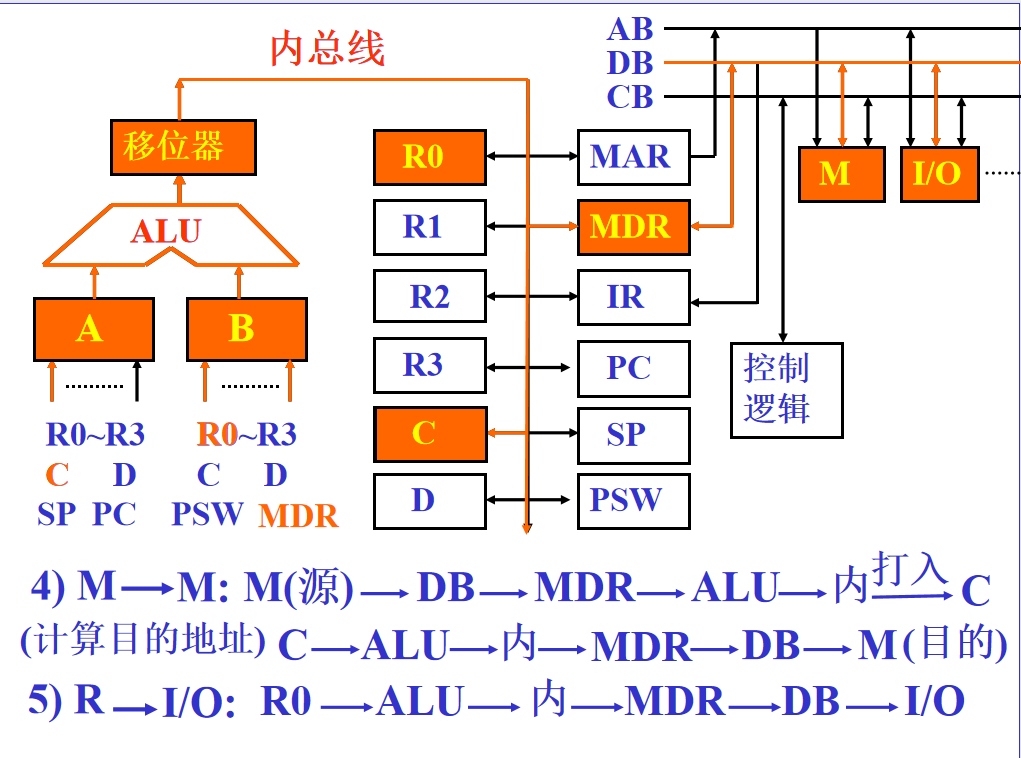 内总线
AB
DB
CB
移位器
R0
MAR
M
I/O
ALU
R1
MDR
R2
IR
A
B
R3
PC
控制
逻辑
R0~R3
R0~R3
C
SP
C
D
C
D
SP
PC
PSW
MDR
D
PSW
4) M→M: M(源)→DB→MDR→ALU→内打入→C
(计算目的地址) C→ALU→内→MDR→DB→M(目的)
5) R→I/O: R0→ALU→内→MDR→DB→I/O